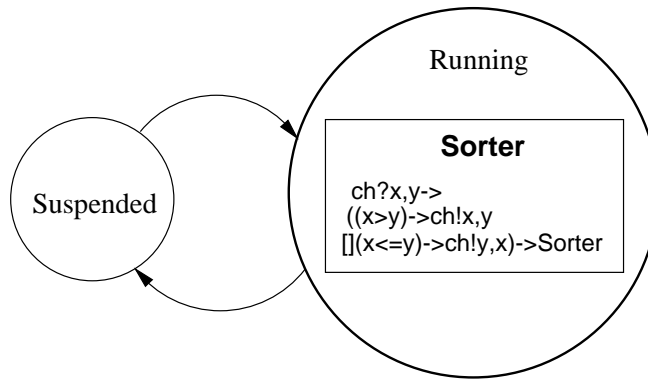 Running
Sorter
ch?x,y->
Suspended
((x>y)->ch!x,y
[](x<=y)->ch!y,x)->Sorter